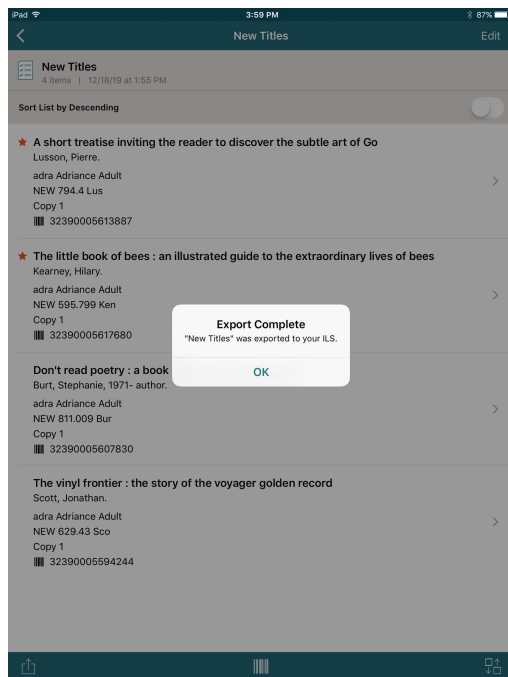 iPad 3:59 PM 87%
New Titles Edit
New Titles
4 items | 12/18/19 at 1:55 PM
Sort List by Descending
A short treatise inviting the reader to discover the subtle art of Go
Lusson, Pierre.
adra Adriance Adult
NEW 794.4 Lus
Copy 1
32390005613887
The little book of bees : an illustrated guide to the extraordinary lives of bees
Kearney, Hilary.
adra Adriance Adult
NEW 595.799 Ken
Copy 1
32390005617680
Export Complete
"New Titles" was exported to your ILS.
OK
Don't read poetry : a book
Burt, Stephanie, 1971- author.
adra Adriance Adult
NEW 811.009 Bur
Copy 1
32390005607830
The vinyl frontier : the story of the voyager golden record
Scott, Jonathan.
adra Adriance Adult
NEW 629.43 Sco
Copy 1
32390005594244